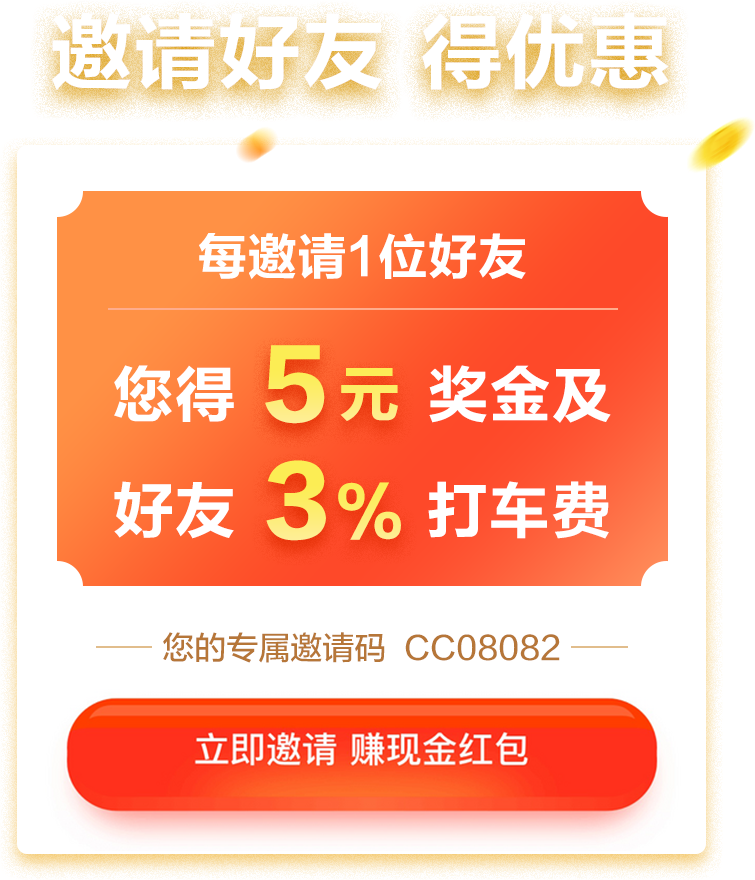 邀请好友 得优惠
每邀请1位好友
您得 5元 奖金及
好友 3% 打车费
您的专属邀请码 CC08082
立即邀请 赚现金红包